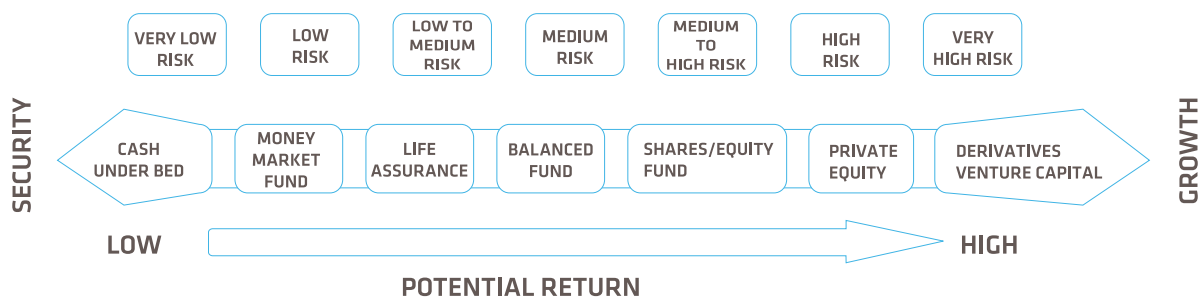 VERY LOW
RISK
LOW
RISK
LOW TO
MEDIUM
RISK
MEDIUM
RISK
MEDIUM
TO
HIGH RISK
HIGH
RISK
VERY
HIGH RISK
SECURITY
CASH
UNDER BED
MONEY
MARKET
FUND
LIFE
ASSURANCE
BALANCED
FUND
SHARES/EQUITY
FUND
PRIVATE
EQUITY
DERIVATIVES
VENTURE CAPITAL
GROWTH
LOW
HIGH
POTENTIAL RETURN